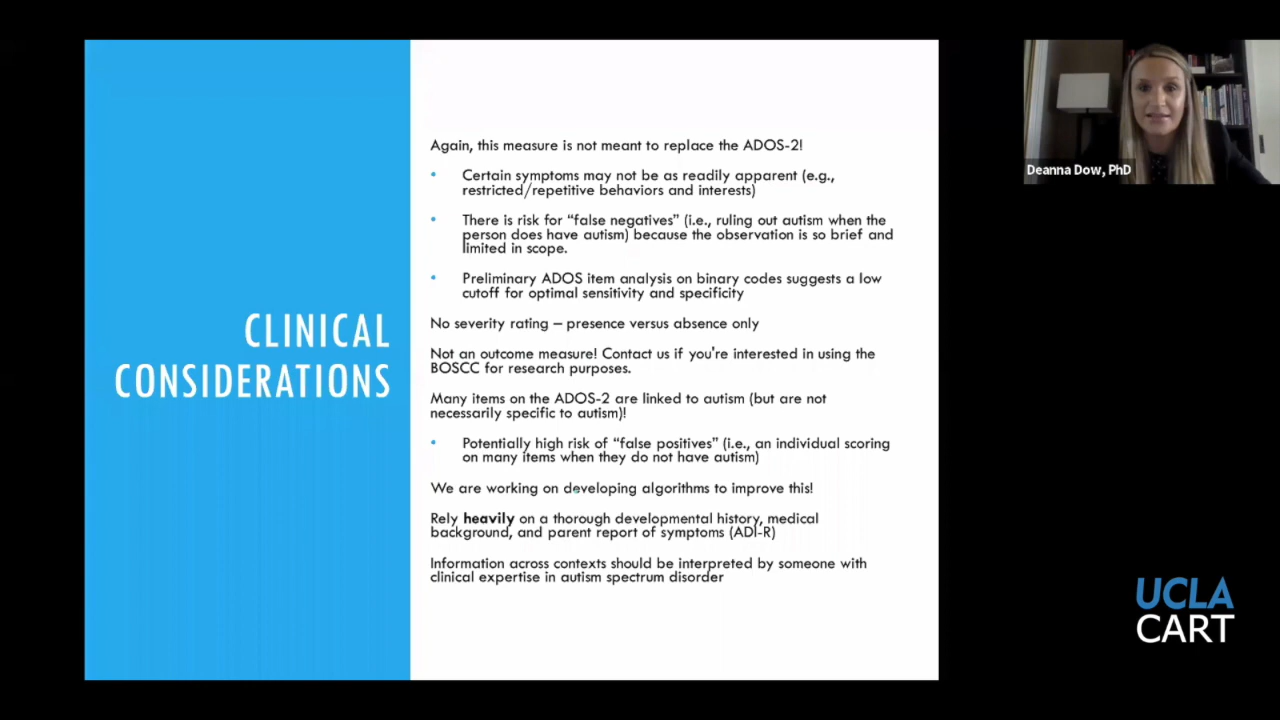 CLINICAL
CONSIDERATIONS
Again, this measure is not meant to replace the ADOS-2!
• Certain symptoms may not be as readily apparent (e.g.,
restricted/repetitive behaviors and interests)
• There is risk for “false negatives” (i.e., ruling out autism when the
person does have autism) because the observation is so brief and
limited in scope.
• Preliminary ADOS item analysis on binary codes suggests a low
cutoff for optimal sensitivity and specificity
No severity rating – presence versus absence only
Not an outcome measure! Contact us if you're interested in using the
BOSCC for research purposes.
Many items on the ADOS-2 are linked to autism (but are not
necessarily specific to autism)!
• Potentially high risk of “false positives” (i.e., an individual scoring
on many items when they do not have autism)
We are working on developing algorithms to improve this!
Rely heavily on a thorough developmental history, medical
background, and parent report of symptoms (ADI-R)
Information across contexts should be interpreted by someone with
clinical expertise in autism spectrum disorder
Deanna Dow, PhD
UCLA
CART